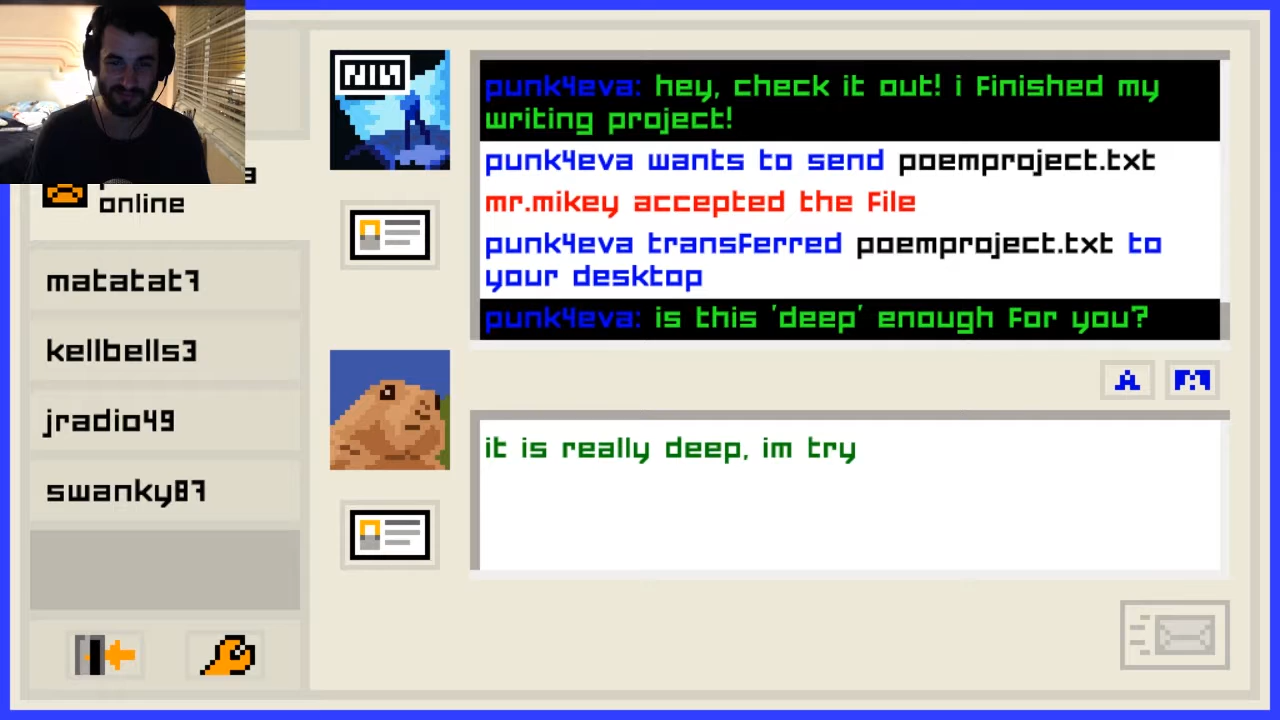 NIN
punk4eva: hey, check it out! i finished my
writing project!
punk4eva wants to send poemproject.txt
mr.mikey accepted the file
punk4eva transferred poemproject.txt to
your desktop
punk4eva: is this 'deep' enough for you?
online
matatat7
kellbells3
jradio49
swanky87
A
it is really deep, im try